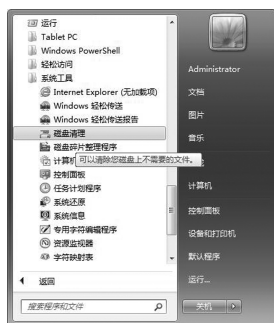 运行
Tablet PC
Windows PowerShell
轻松访问
系统工具
Internet Explorer (无加载项)
Windows 轻松传送
Windows 轻松传送报告
磁盘清理
磁盘碎片整理程序
计算机
可以清除您磁盘上不需要的文件。
控制面板
任务计划程序
系统还原
系统信息
专用字符编辑程序
资源监视器
字符映射表
返回
搜索程序和文件
Administrator
文档
图片
音乐
计算机
控制面板
设备和打印机
默认程序
运行...
关机